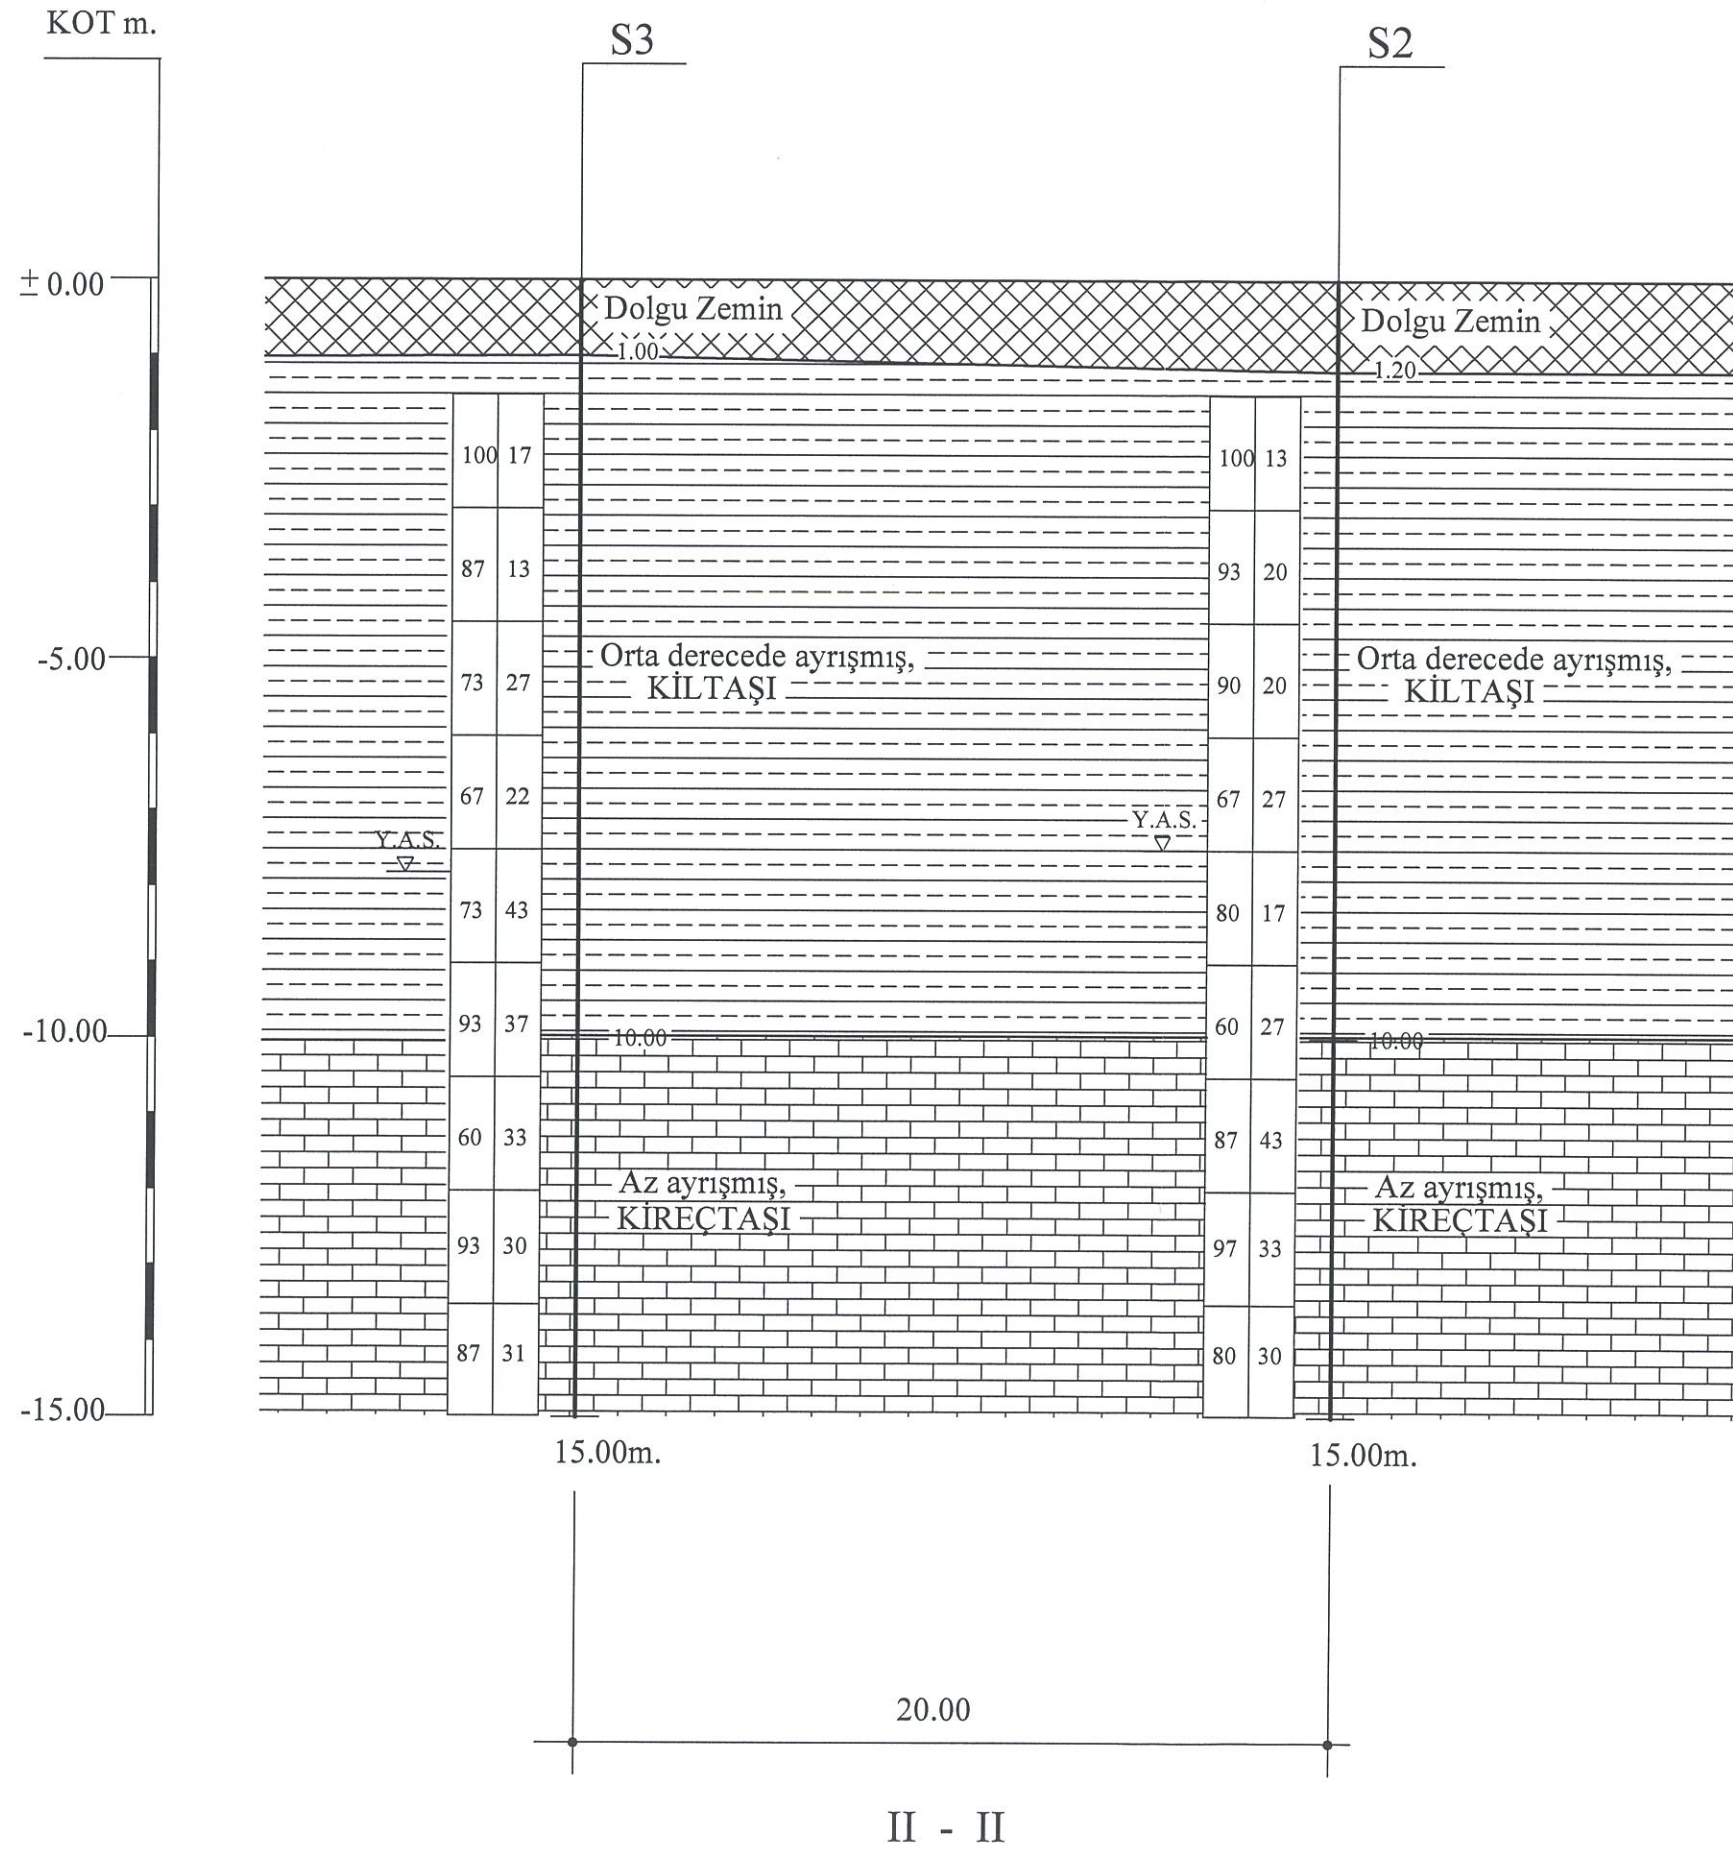 KOT m.
S3
S2
± 0.00
Dolgu Zemin
Dolgu Zemin
1.00
1.20
100 17
100 13
87 13
93 20
-5.00
Orta derecede ayrışmış,
KİLTAŞI
Orta derecede ayrışmış,
KİLTAŞI
73 27
90 20
67 22
67 27
Y.A.S.
Y.A.S.
73 43
80 17
-10.00
93 37
60 27
10.00
10.00
60 33
87 43
Az ayrışmış,
KİREÇTAŞI
Az ayrışmış,
KİREÇTAŞI
93 30
97 33
87 31
80 30
-15.00
15.00m.
15.00m.
20.00
II - II